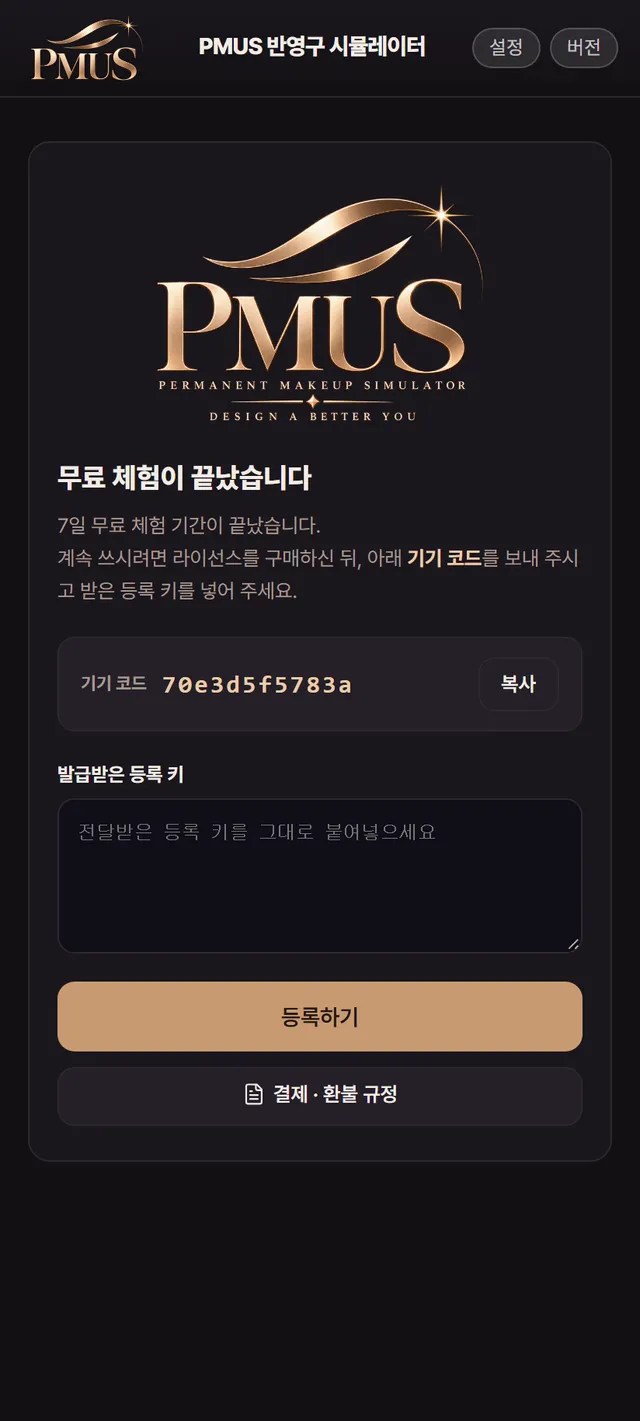 PMUS
PMUS 반영구 시뮬레이터
설정
버전
PMUS
PERMANENT MAKEUP SIMULATOR
DESIGN A BETTER YOU
무료 체험이 끝났습니다
7일 무료 체험 기간이 끝났습니다.
계속 쓰시려면 라이선스를 구매하신 뒤, 아래 기기 코드를 보내 주시
고 받은 등록 키를 넣어 주세요.
기기 코드 70e3d5f5783a 복사
발급받은 등록 키
전달받은 등록 키를 그대로 붙여넣으세요
등록하기
결제 · 환불 규정